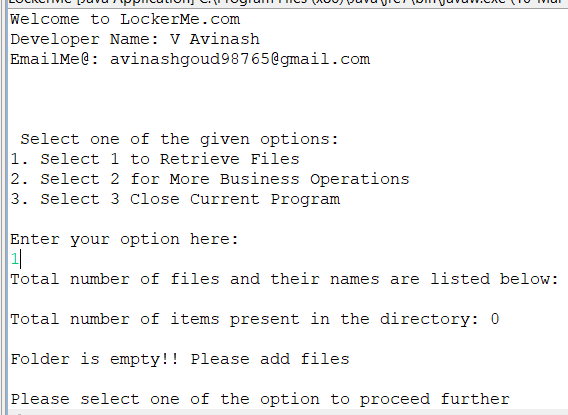 LockerMe [Java Application] C:\Program Files (x86)\Java\jre7\bin\javaw.exe (10-Mar
Welcome to LockerMe.com
Developer Name: V Avinash
EmailMe@: avinashgoud98765@gmail.com
Select one of the given options:
1. Select 1 to Retrieve Files
2. Select 2 for More Business Operations
3. Select 3 Close Current Program
Enter your option here:
1
Total number of files and their names are listed below:
Total number of items present in the directory: 0
Folder is empty!! Please add files
Please select one of the option to proceed further